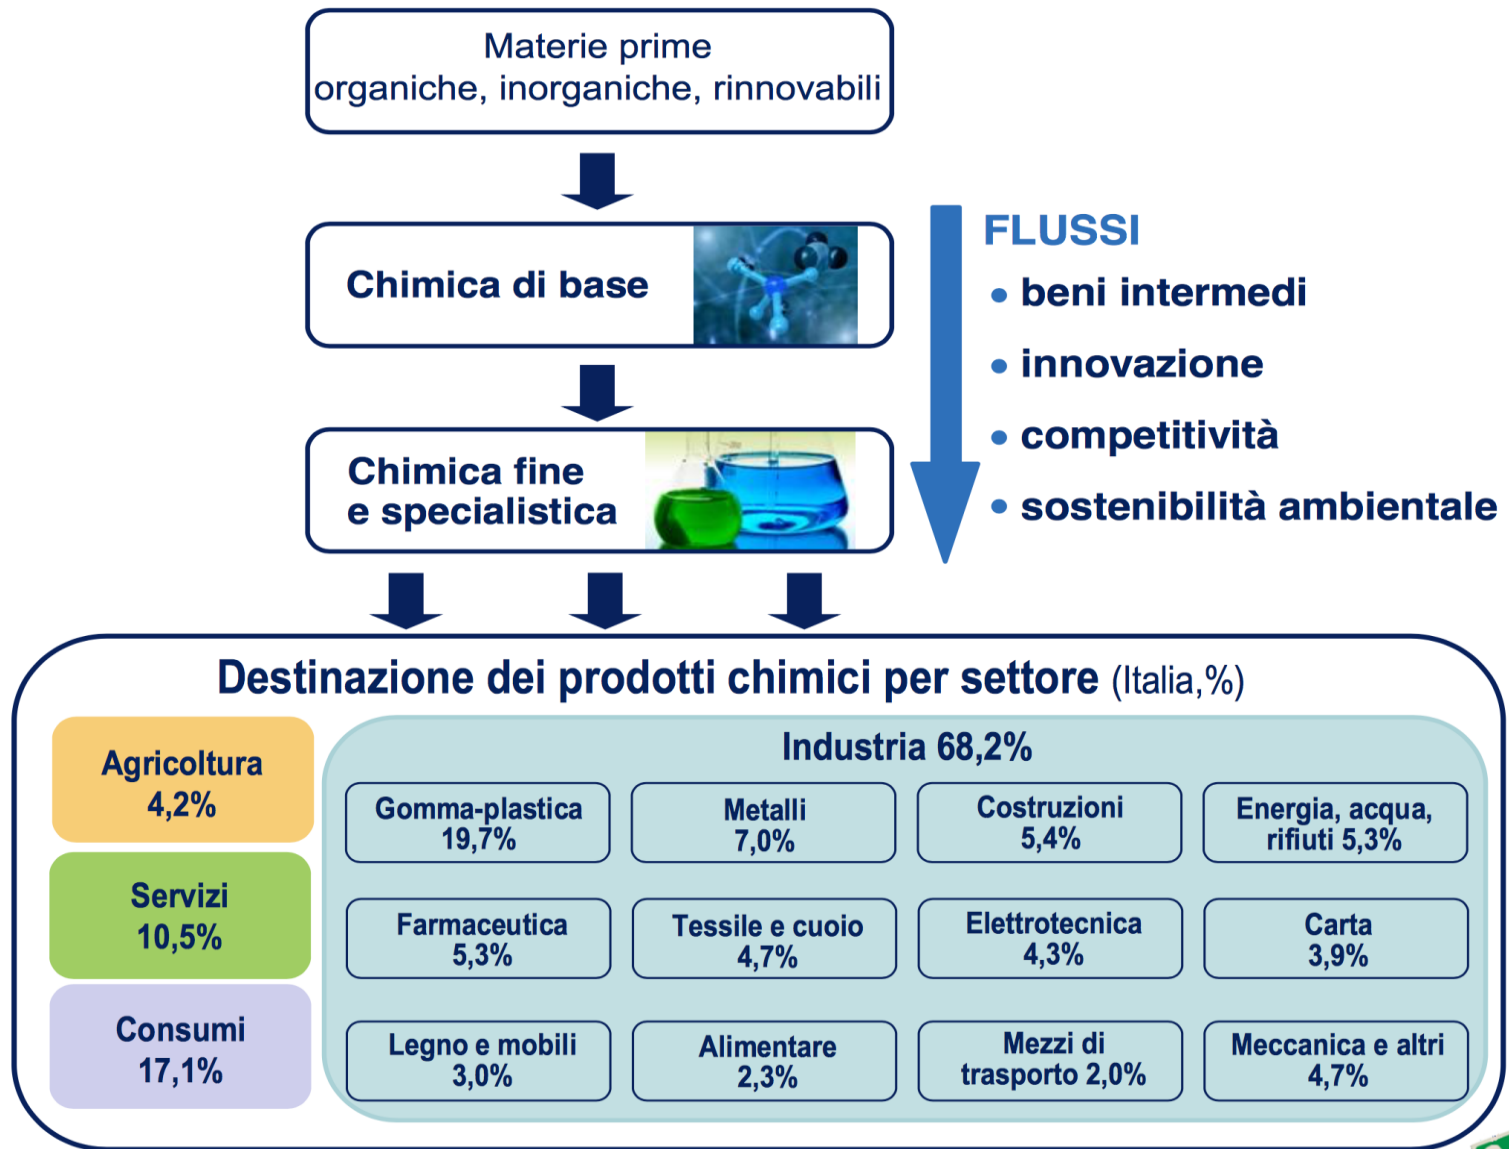 Materie prime
organiche, inorganiche, rinnovabili
Chimica di base
Chimica fine
e specialistica
FLUSSI
• beni intermedi
• innovazione
• competitività
• sostenibilità ambientale
Destinazione dei prodotti chimici per settore (Italia,%)
Agricoltura
4,2%
Servizi
10,5%
Consumi
17,1%
Industria 68,2%
Gomma-plastica
19,7%
Metalli
7,0%
Costruzioni
5,4%
Energia, acqua,
rifiuti 5,3%
Farmaceutica
5,3%
Tessile e cuoio
4,7%
Elettrotecnica
4,3%
Carta
3,9%
Legno e mobili
3,0%
Alimentare
2,3%
Mezzi di
trasporto 2,0%
Meccanica e altri
4,7%